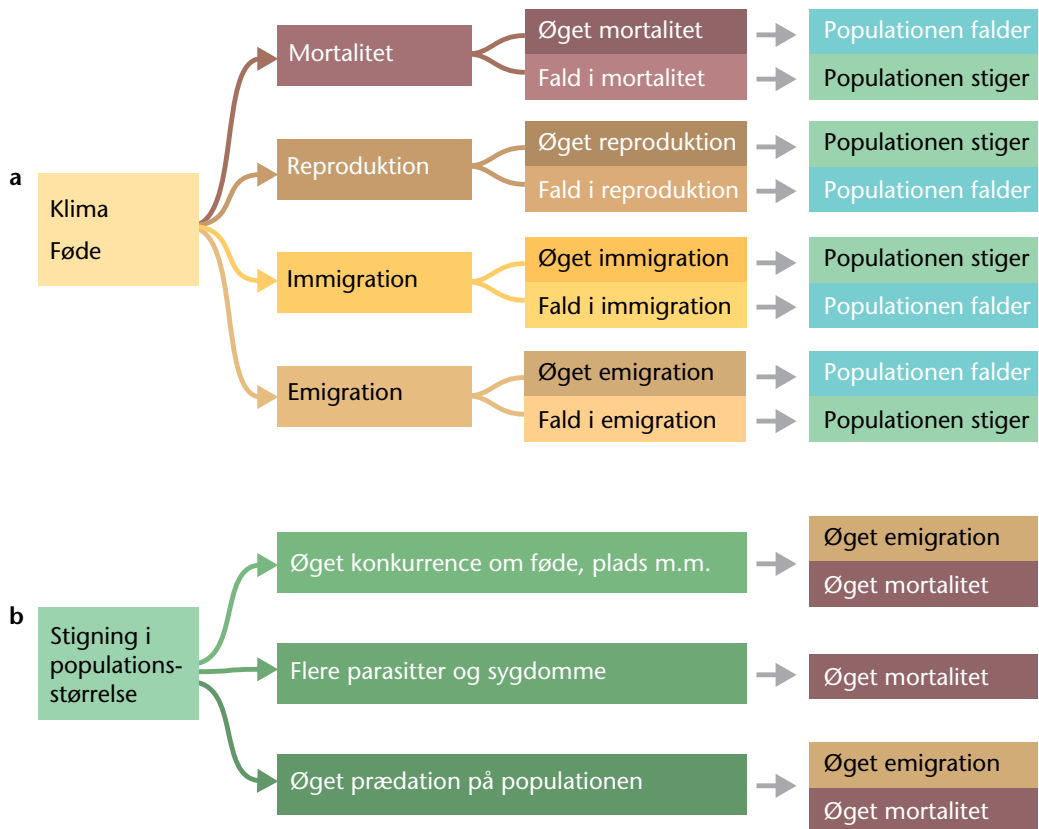 a
Klima
Føde
Mortalitet
Øget mortalitet
Populationen falder
Fald i mortalitet
Populationen stiger
Reproduktion
Øget reproduktion
Populationen stiger
Fald i reproduktion
Populationen falder
Immigration
Øget immigration
Populationen stiger
Fald i immigration
Populationen falder
Emigration
Øget emigration
Populationen falder
Fald i emigration
Populationen stiger
b
Stigning i
populations-
størrelse
Øget konkurrence om føde, plads m.m.
Øget emigration
Øget mortalitet
Flere parasitter og sygdomme
Øget mortalitet
Øget prædation på populationen
Øget emigration
Øget mortalitet